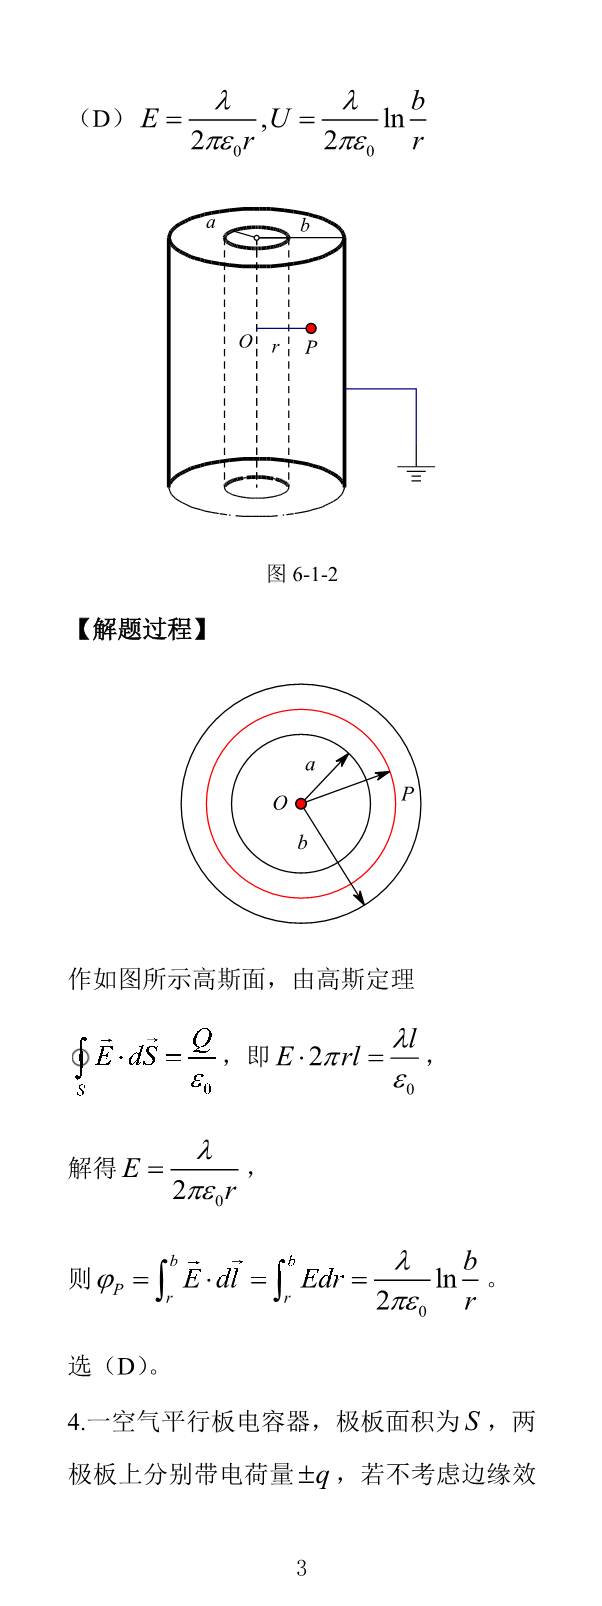 （D）$E=\frac{\lambda}{2\pi\varepsilon_0 r},U=\frac{\lambda}{2\pi\varepsilon_0}\ln\frac{b}{r}$
a
b
O
r
P
图 6-1-2
【解题过程】
a
O
P
b
作如图所示高斯面，由高斯定理
$\oint_S \vec{E}\cdot d\vec{S}=\frac{Q}{\varepsilon_0}$，即$E\cdot 2\pi rl=\frac{\lambda l}{\varepsilon_0}$，
解得$E=\frac{\lambda}{2\pi\varepsilon_0 r}$，
则$\varphi_P=\int_r^b \vec{E}\cdot d\vec{l}=\int_r^b Edr=\frac{\lambda}{2\pi\varepsilon_0}\ln\frac{b}{r}$。
选（D）。
4.一空气平行板电容器，极板面积为$S$，两
极板上分别带电荷量$\pm q$，若不考虑边缘效
3